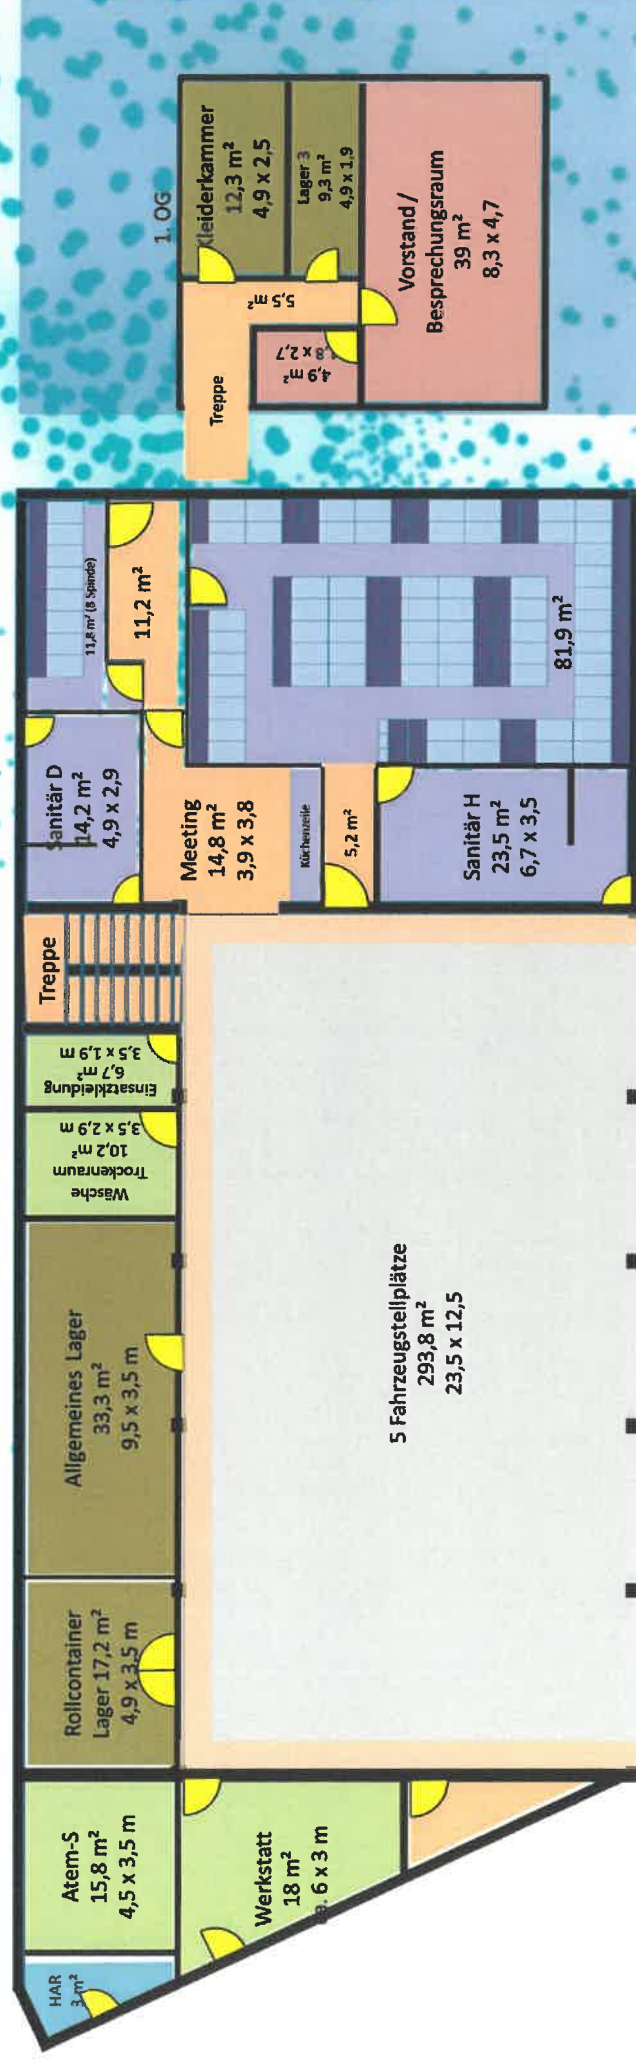 1. OG
Kleiderkammer
12,3 m²
4,9 x 2,5
Lager 3
9,3 m²
4,9 x 1,9
5,5 m²
Treppe
4,9 m²
1,8 x 2,7
Vorstand /
Besprechungsraum
39 m²
8,3 x 4,7
11,8 m² (8 Spinde)
11,2 m²
81,9 m²
Sanitär D
14,2 m²
4,9 x 2,9
Meeting
14,8 m²
3,9 x 3,8
Küchenzeile
5,2 m²
Sanitär H
23,5 m²
6,7 x 3,5
Treppe
Einsatzkleidung
6,7 m²
3,5 x 1,9 m
Wäsche
Trockenraum
10,2 m²
3,5 x 2,9 m
Allgemeines Lager
33,3 m²
9,5 x 3,5 m
5 Fahrzeugstellplätze
293,8 m²
23,5 x 12,5
Rollcontainer
Lager 17,2 m²
4,9 x 3,5 m
Atem-S
15,8 m²
4,5 x 3,5 m
Werkstatt
18 m²
ca. 6 x 3 m
HAR
3 m²